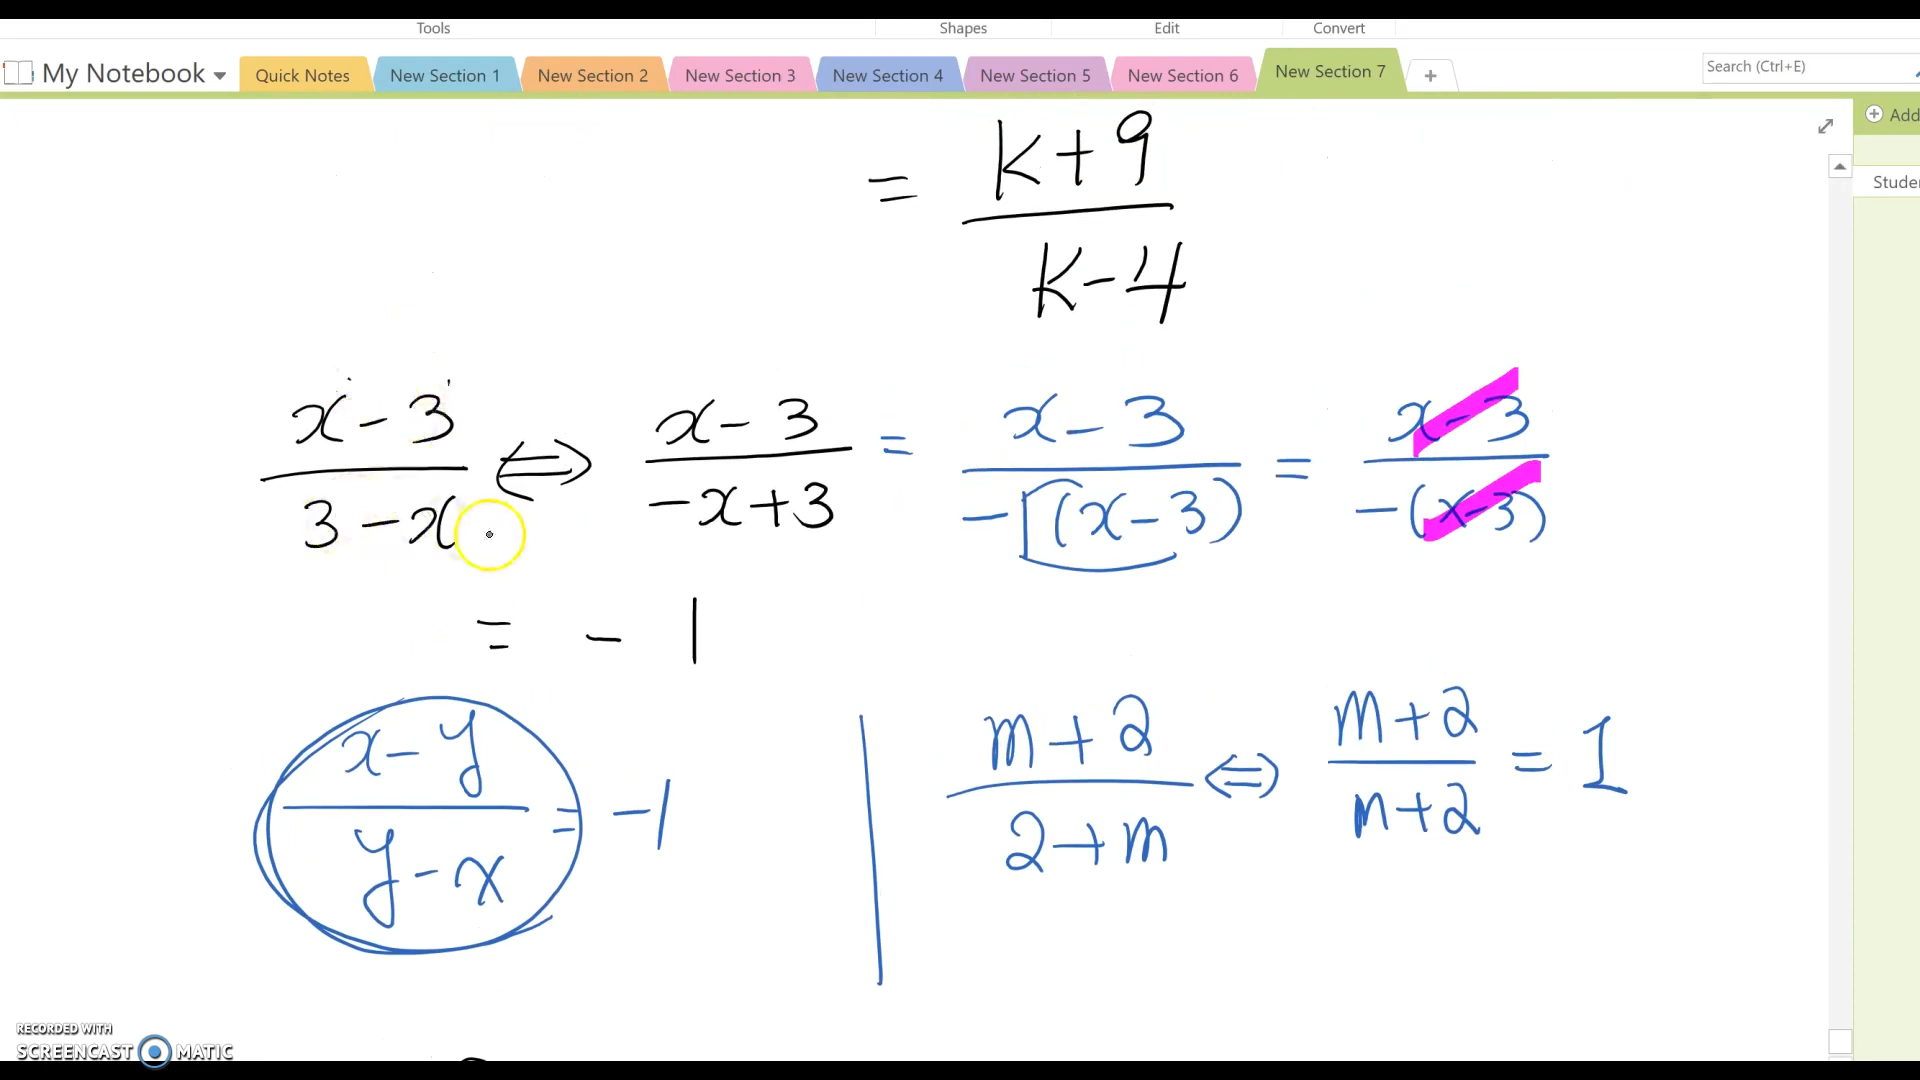 Tools Shapes Edit Convert
My Notebook Quick Notes New Section 1 New Section 2 New Section 3 New Section 4 New Section 5 New Section 6 New Section 7 + Search (Ctrl+E)
Add
Studen
= k+9
k-4
x-3 ⇔ x-3 = x-3 = x-3
3-x -x+3 -[(x-3) -(x-3)
= -1
x-y = -1
y-x
m+2 ⇔ m+2 = 1
2+m m+2
RECORDED WITH
SCREENCAST MATIC